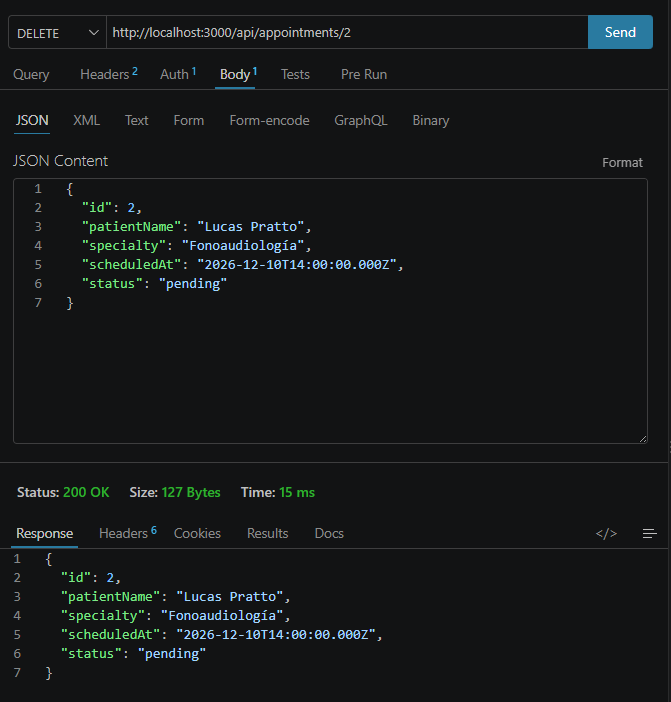 DELETE http://localhost:3000/api/appointments/2 Send
Query Headers 2 Auth 1 Body 1 Tests Pre Run
JSON XML Text Form Form-encode GraphQL Binary
JSON Content Format
1 {
2 "id": 2,
3 "patientName": "Lucas Pratto",
4 "specialty": "Fonoaudiología",
5 "scheduledAt": "2026-12-10T14:00:00.000Z",
6 "status": "pending"
7 }
Status: 200 OK Size: 127 Bytes Time: 15 ms
Response Headers 6 Cookies Results Docs </>
1 {
2 "id": 2,
3 "patientName": "Lucas Pratto",
4 "specialty": "Fonoaudiología",
5 "scheduledAt": "2026-12-10T14:00:00.000Z",
6 "status": "pending"
7 }